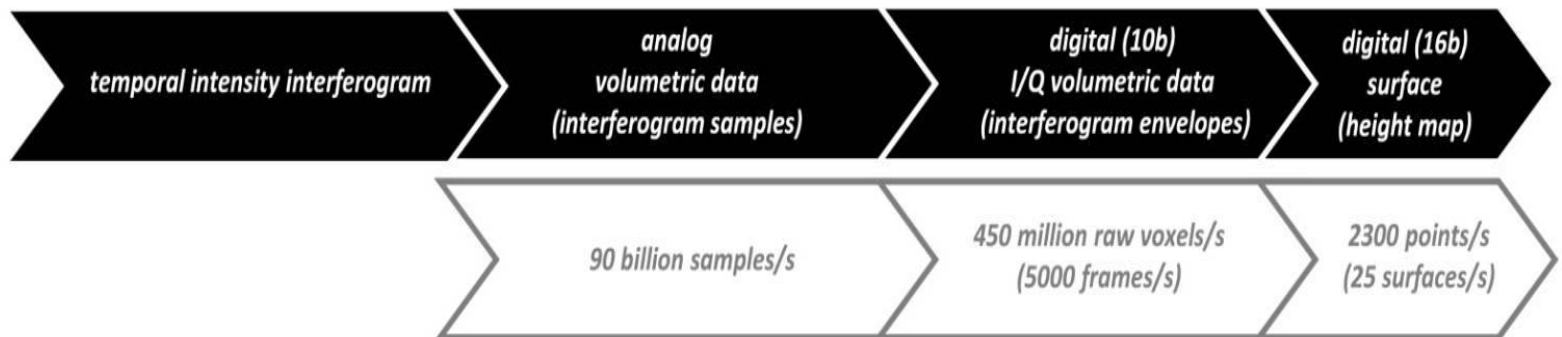 temporal intensity interferogram
analog
volumetric data
(interferogram samples)
digital (10b)
I/Q volumetric data
(interferogram envelopes)
digital (16b)
surface
(height map)
90 billion samples/s
450 million raw voxels/s
(5000 frames/s)
2300 points/s
(25 surfaces/s)